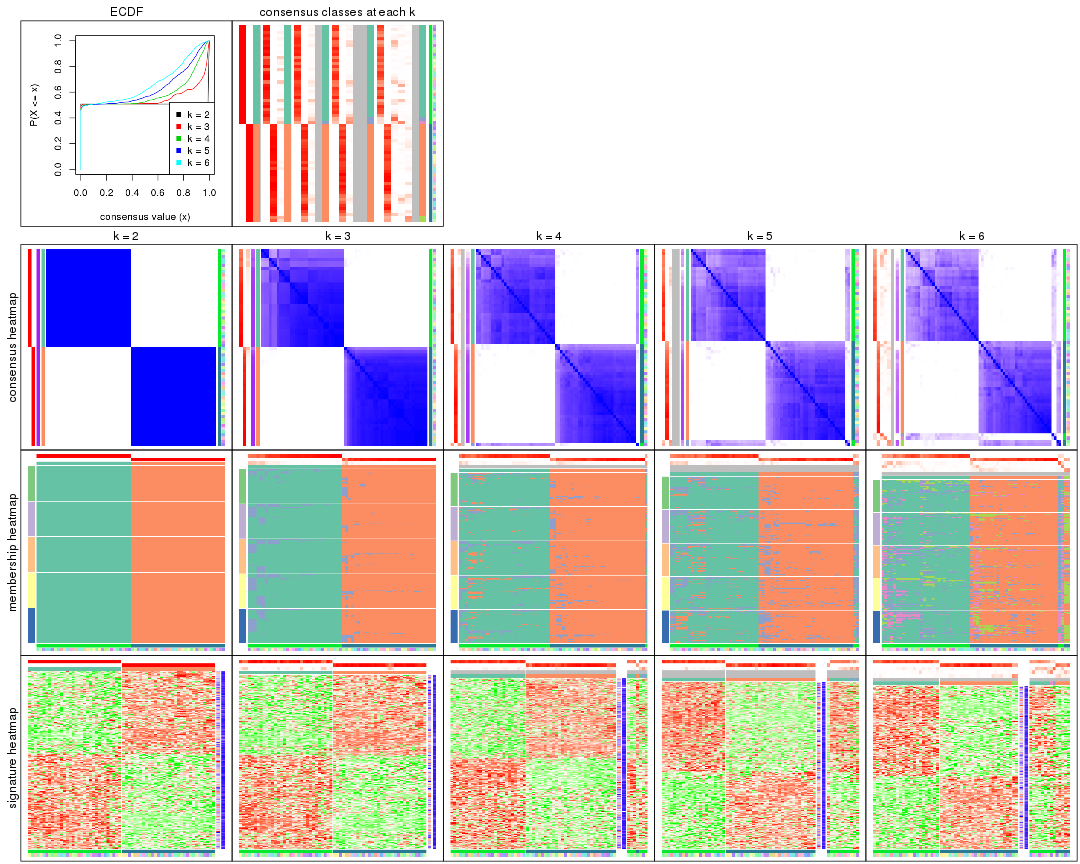 ECDF
consensus classes at each k
P(X <= x)
0.0 0.2 0.4 0.6 0.8 1.0
k = 2
k = 3
k = 4
k = 5
k = 6
0.0 0.2 0.4 0.6 0.8 1.0
consensus value (x)
k = 2
k = 3
k = 4
k = 5
k = 6
consensus heatmap
membership heatmap
signature heatmap